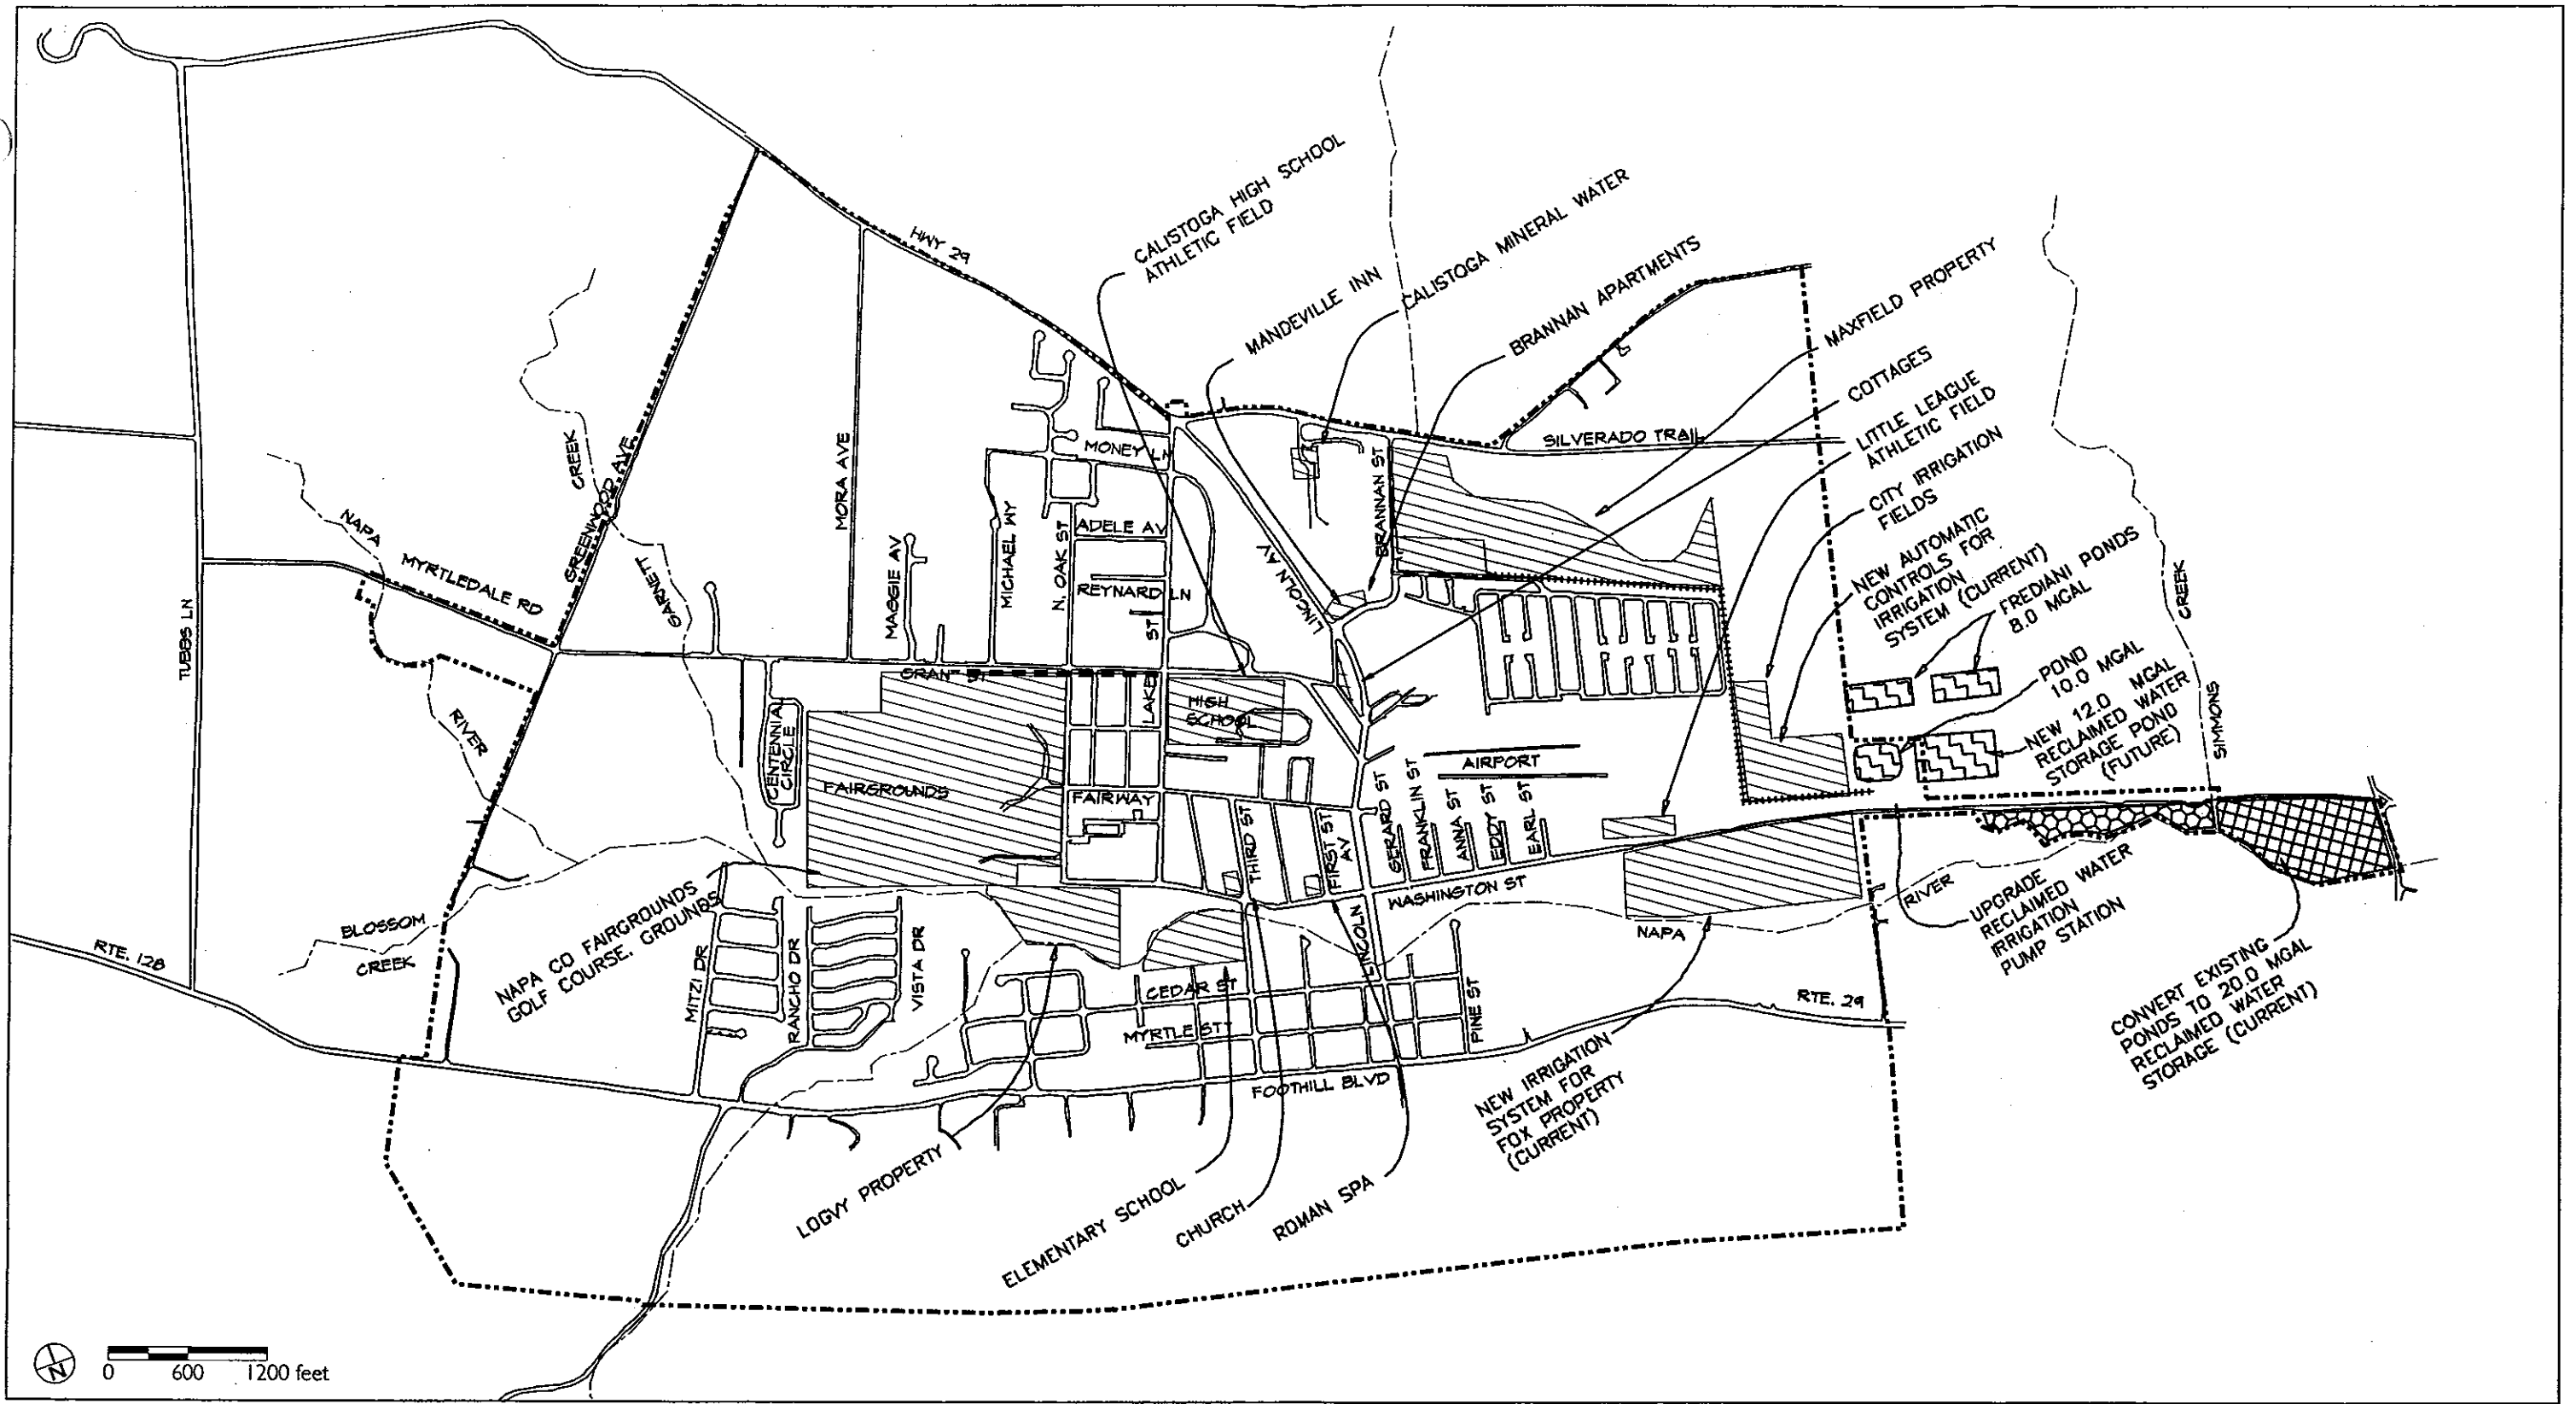 CALISTOGA HIGH SCHOOL
ATHLETIC FIELD
CALISTOGA MINERAL WATER
MANDEVILLE INN
BRANNAN APARTMENTS
MAXFIELD PROPERTY
COTTAGES
LITTLE LEAGUE
ATHLETIC FIELD
CITY IRRIGATION
FIELDS
NEW AUTOMATIC
CONTROLS FOR
IRRIGATION
SYSTEM (CURRENT)
FREDIANI PONDS
8.0 MGAL
POND
10.0 MGAL
NEW 12.0 MGAL
RECLAIMED WATER
STORAGE POND
(FUTURE)
HWY 29
SILVERADO TRAIL
MONEY LN
CREEK
GREENWOOD AVE
MORA AVE
NAPA
MYRTLEDALE RD
GARNETT
MAGGIE AV
MICHAEL WY
N. OAK ST
ADELE AV
REYNARD LN
LINCOLN AV
BRANNAN ST
TUBBS LN
RIVER
GRANT ST
LAKE
ST
HIGH
SCHOOL
CENTENNIAL
CIRCLE
FAIRGROUNDS
FAIRWAY
AIRPORT
THIRD ST
FIRST ST
AV
GERARD ST
FRANKLIN ST
ANNA ST
EDDY ST
EARL ST
WASHINGTON ST
LINCOLN
CREEK
SIMMONS
RIVER
NAPA
BLOSSOM
CREEK
RTE. 128
NAPA CO FAIRGROUNDS
GOLF COURSE, GROUNDS
MITZI DR
RANCHO DR
VISTA DR
CEDAR ST
MYRTLE ST
PINE ST
FOOTHILL BLVD
RTE. 29
UPGRADE
RECLAIMED WATER
IRRIGATION
PUMP STATION
CONVERT EXISTING
PONDS TO 20.0 MGAL
RECLAIMED WATER
STORAGE (CURRENT)
NEW IRRIGATION
SYSTEM FOR
FOX PROPERTY
(CURRENT)
LOGVY PROPERTY
ELEMENTARY SCHOOL
CHURCH
ROMAN SPA
N
0 600 1200 feet